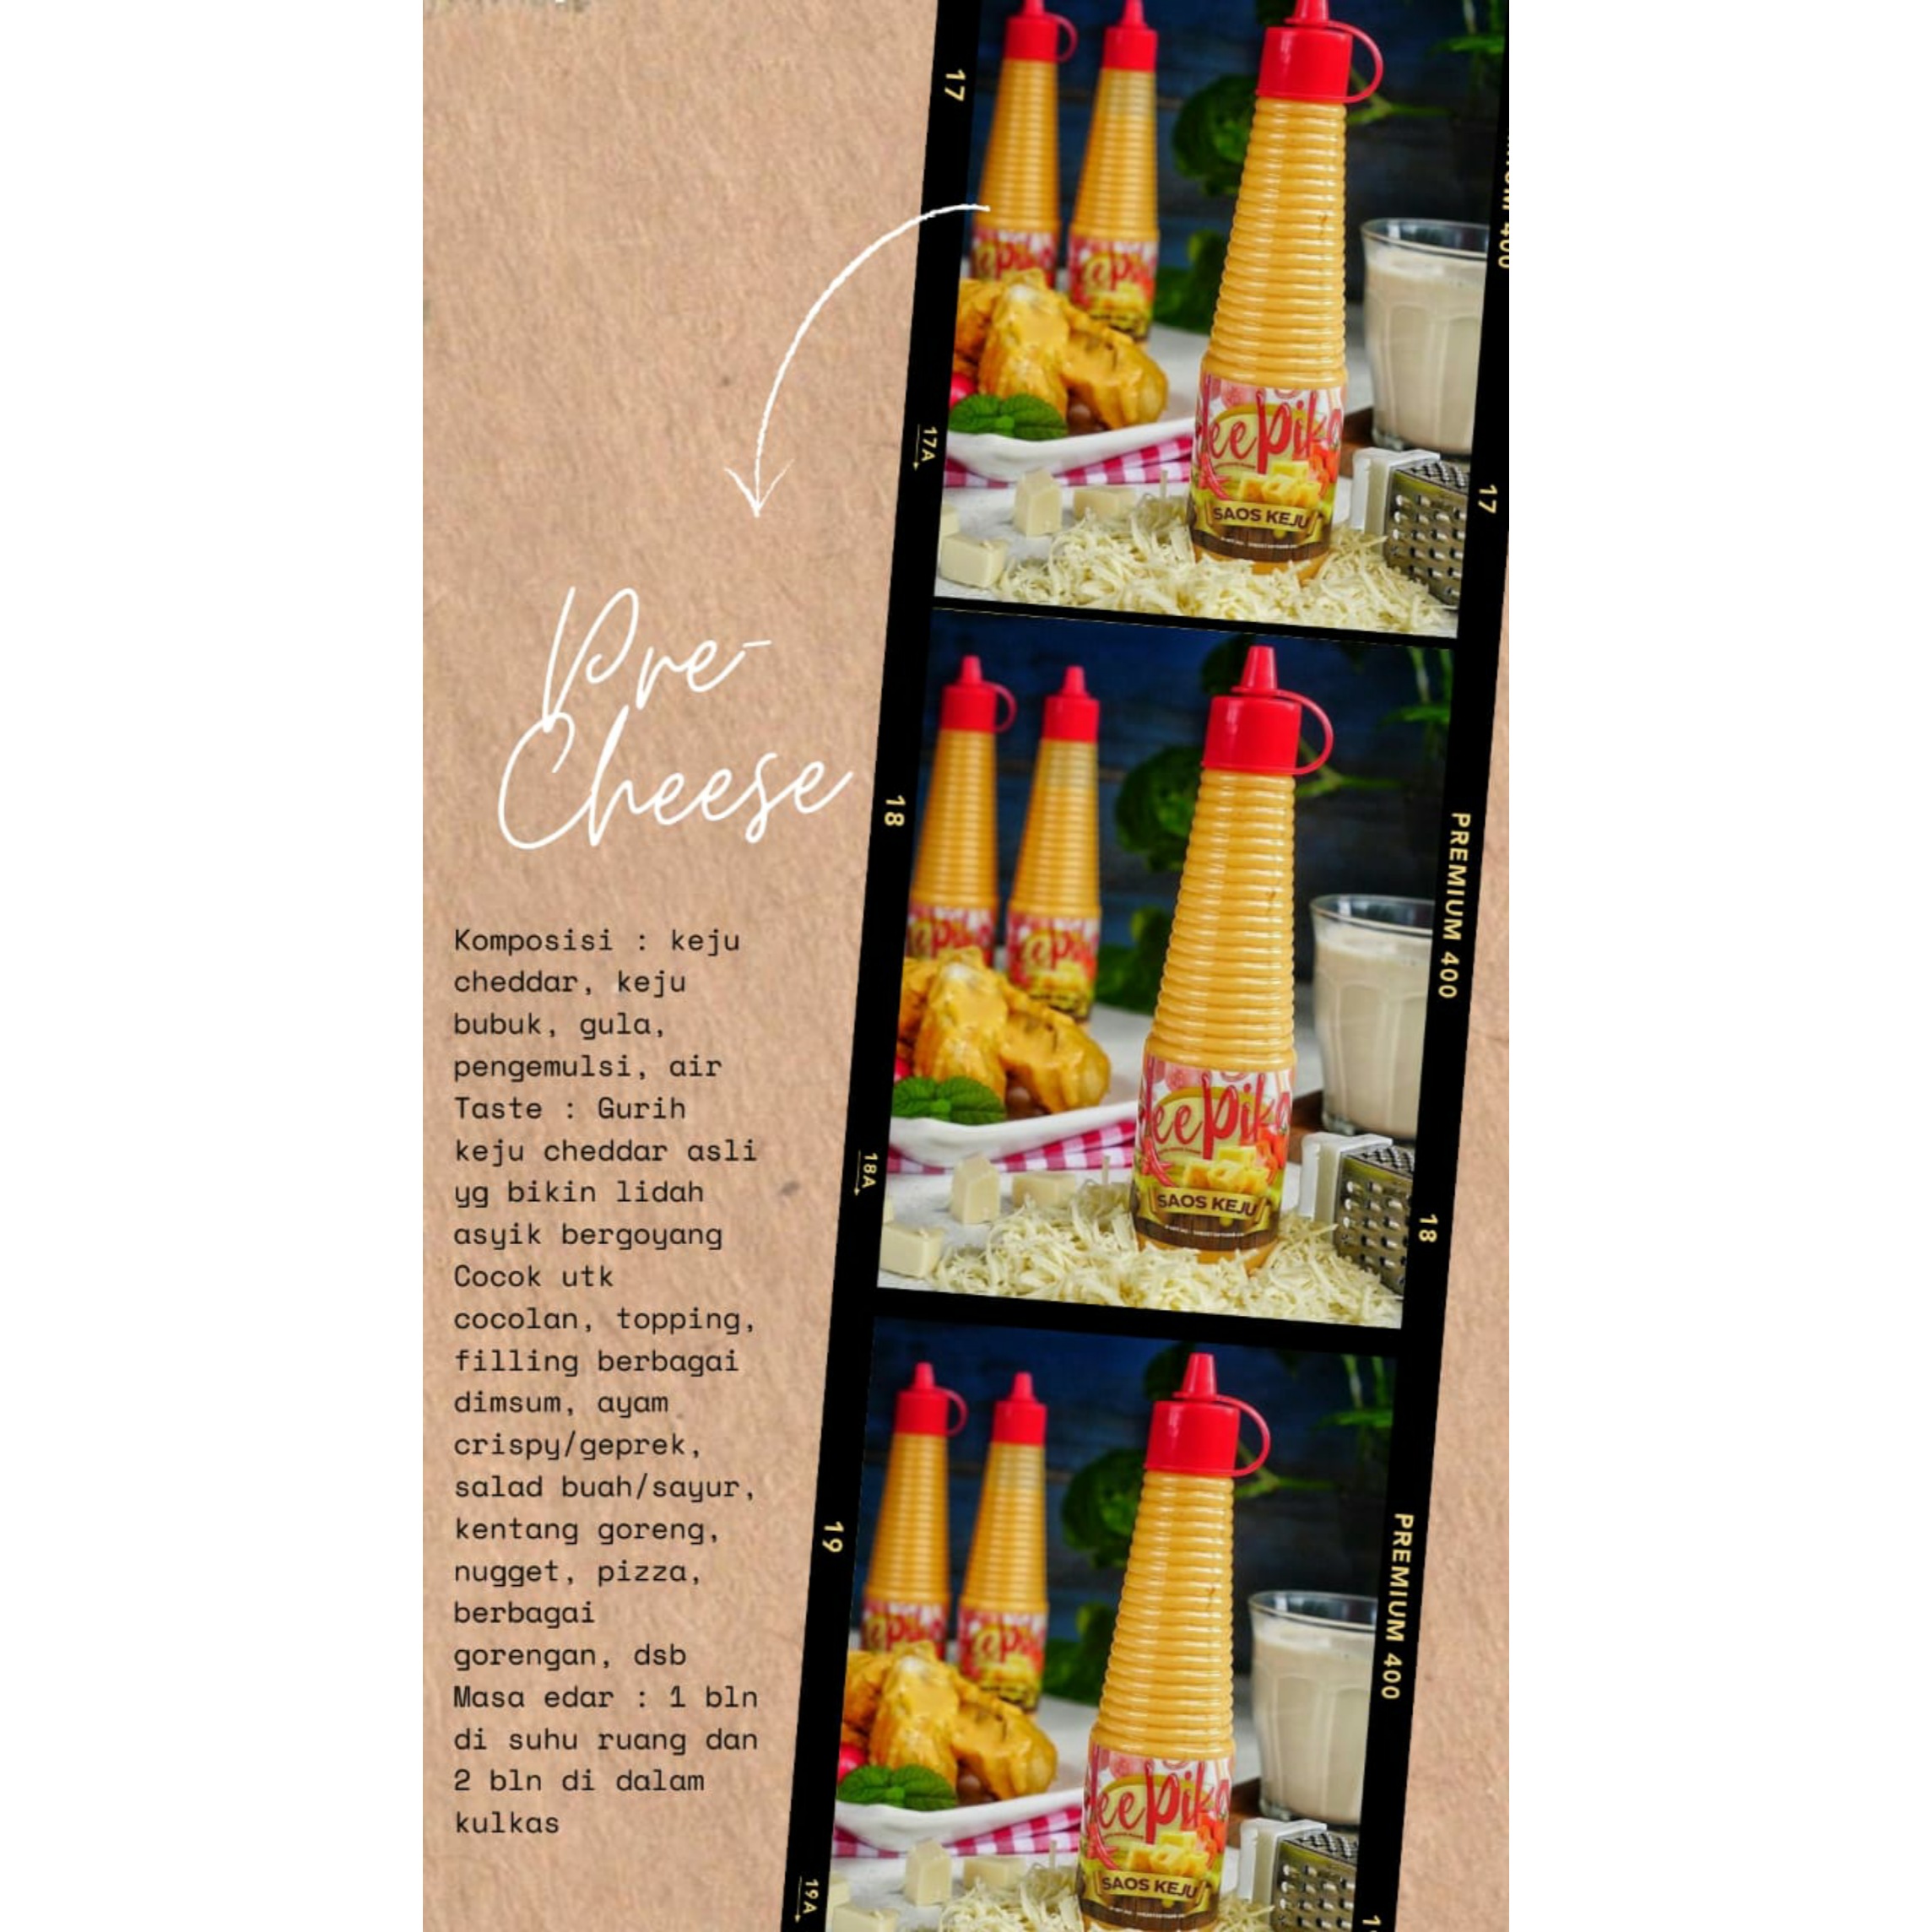 Pre-
Cheese
Komposisi : keju
cheddar, keju
bubuk, gula,
pengemulsi, air
Taste : Gurih
keju cheddar asli
yg bikin lidah
asyik bergoyang
Cocok utk
cocolan, topping,
filling berbagai
dimsum, ayam
crispy/geprek,
salad buah/sayur,
kentang goreng,
nugget, pizza,
berbagai
gorengan, dsb
Masa edar : 1 bln
di suhu ruang dan
2 bln di dalam
kulkas
17
17A
17
SAOS KEJU
18
PREMIUM 400
18A
18
SAOS KEJU
19
PREMIUM 400
19A
SAOS KEJU